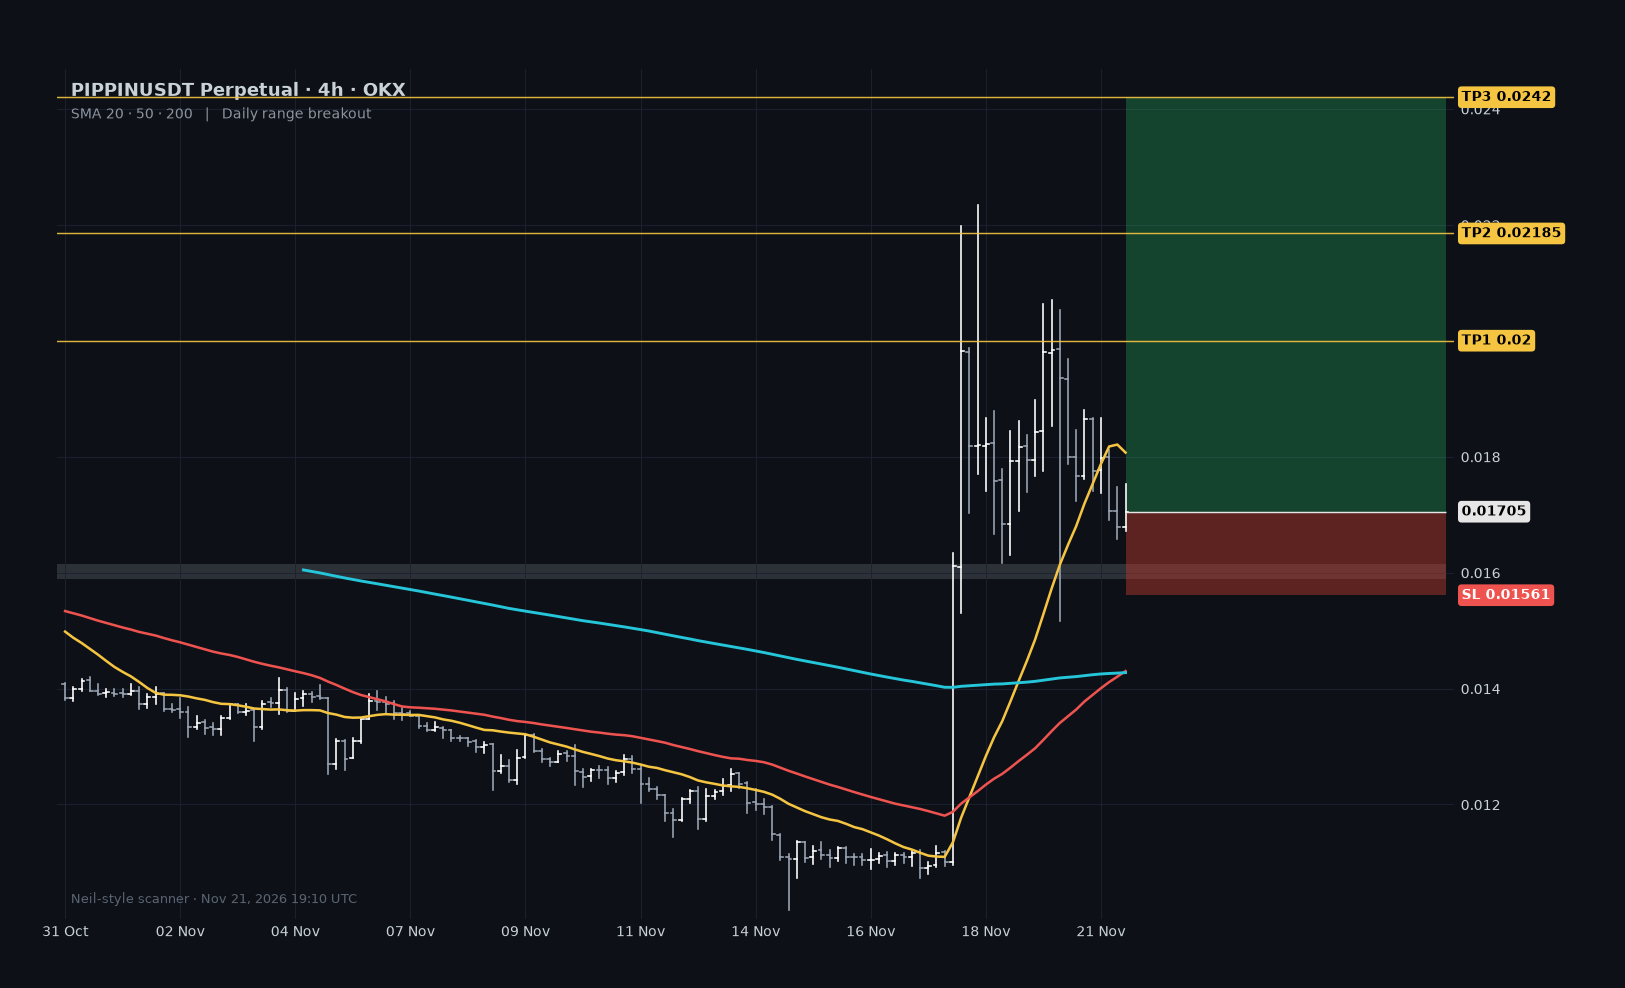 PIPPINUSDT Perpetual · 4h · OKX
SMA 20 · 50 · 200 | Daily range breakout
TP3 0.0242
0.024
TP2 0.02185
TP1 0.02
0.018
0.01705
0.016
SL 0.01561
0.014
0.012
Neil-style scanner · Nov 21, 2026 19:10 UTC
31 Oct 02 Nov 04 Nov 07 Nov 09 Nov 11 Nov 14 Nov 16 Nov 18 Nov 21 Nov